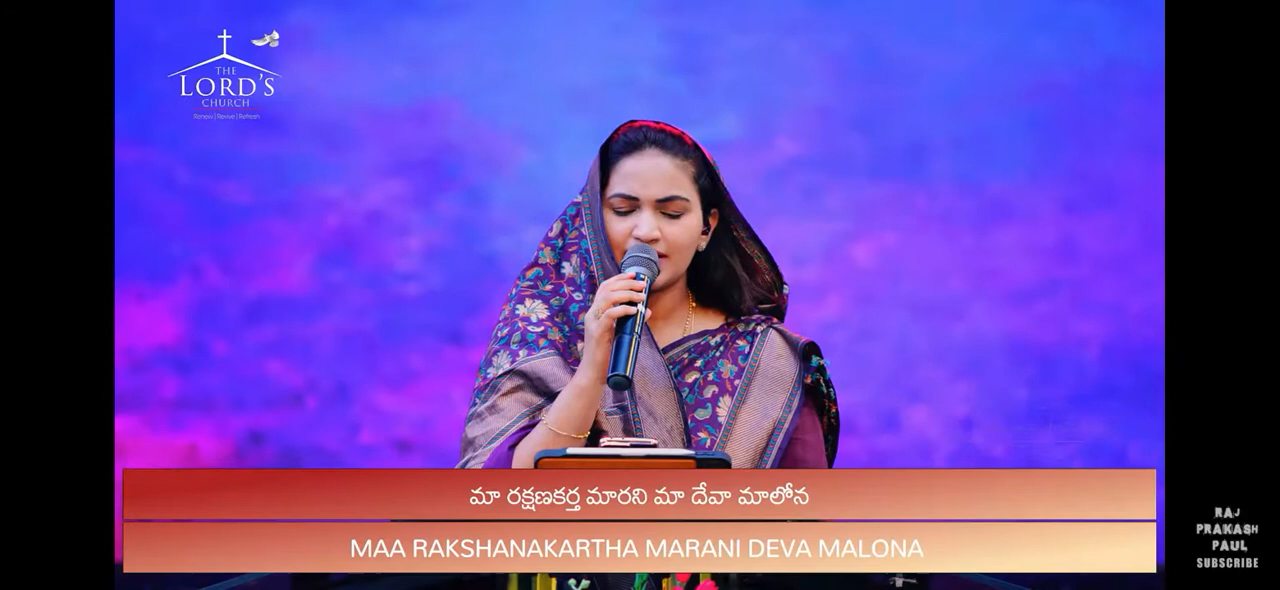 THE
LORD'S
CHURCH
Renew | Revive | Refresh
మా రక్షణకర్త మారని మా దేవా మాలోన
MAA RAKSHANAKARTHA MARANI DEVA MALONA
RAJ
PRAKASH
PAUL
SUBSCRIBE